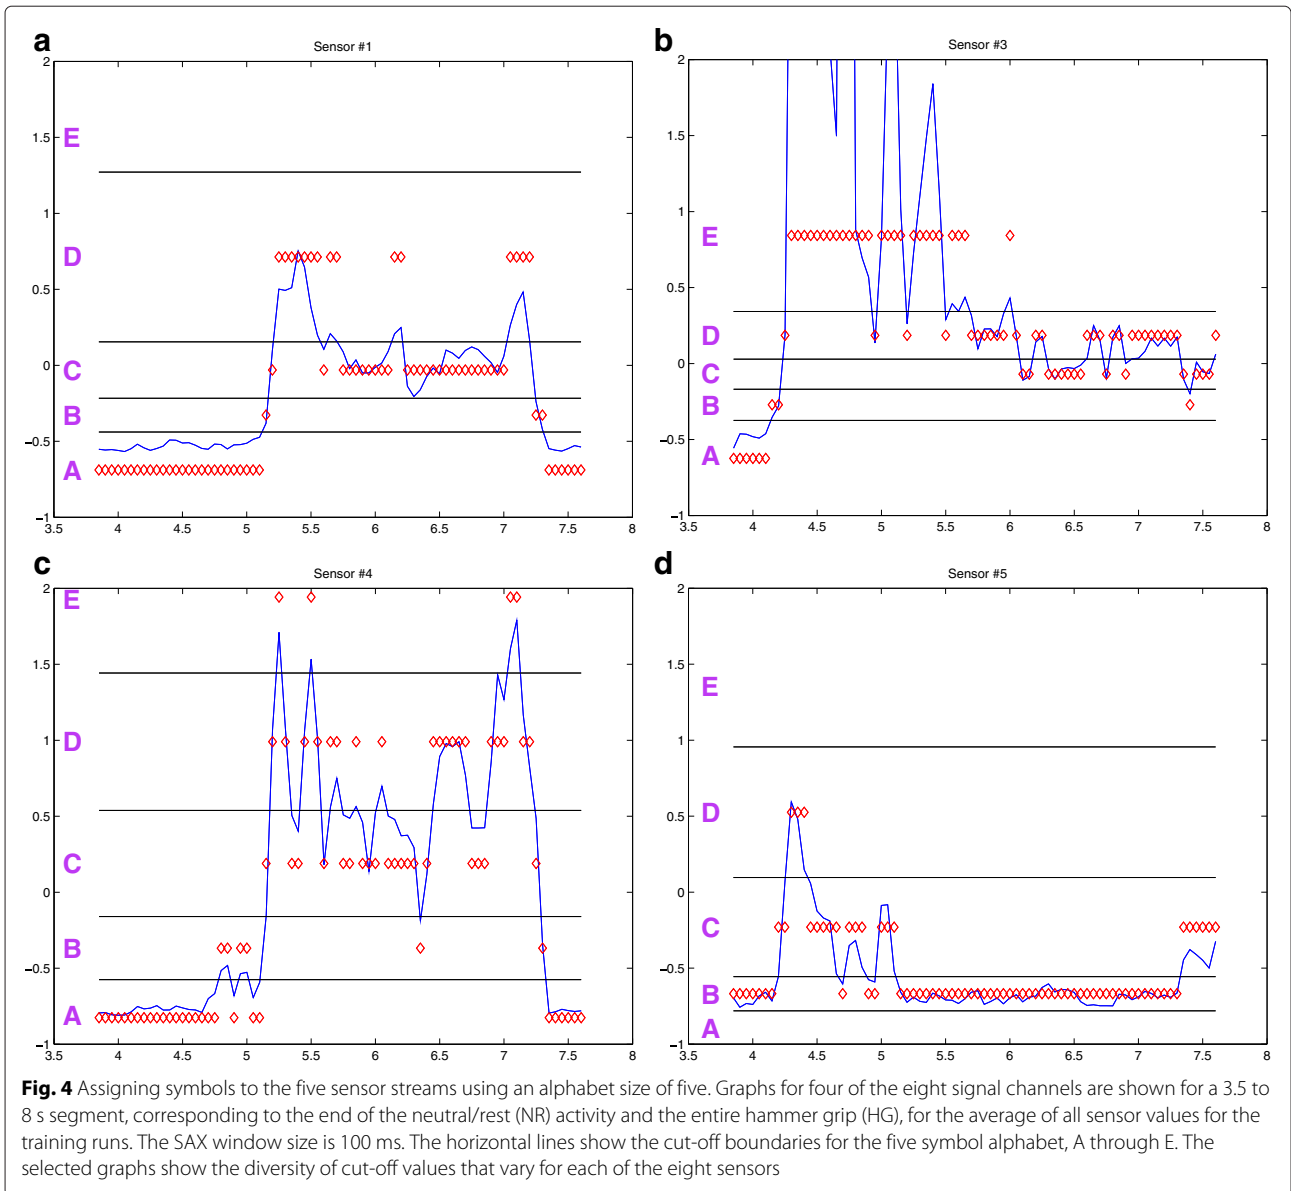 a
Sensor #1
2
1.5
1
0.5
0
−0.5
−1
E
D
C
B
A
3.5 4 4.5 5 5.5 6 6.5 7 7.5 8
b
Sensor #3
2
1.5
1
0.5
0
−0.5
−1
E
D
C
B
A
3.5 4 4.5 5 5.5 6 6.5 7 7.5 8
c
Sensor #4
2
1.5
1
0.5
0
−0.5
−1
E
D
C
B
A
3.5 4 4.5 5 5.5 6 6.5 7 7.5 8
d
Sensor #5
2
1.5
1
0.5
0
−0.5
−1
E
D
C
B
A
3.5 4 4.5 5 5.5 6 6.5 7 7.5 8
Fig. 4 Assigning symbols to the five sensor streams using an alphabet size of five. Graphs for four of the eight signal channels are shown for a 3.5 to
8 s segment, corresponding to the end of the neutral/rest (NR) activity and the entire hammer grip (HG), for the average of all sensor values for the
training runs. The SAX window size is 100 ms. The horizontal lines show the cut-off boundaries for the five symbol alphabet, A through E. The
selected graphs show the diversity of cut-off values that vary for each of the eight sensors